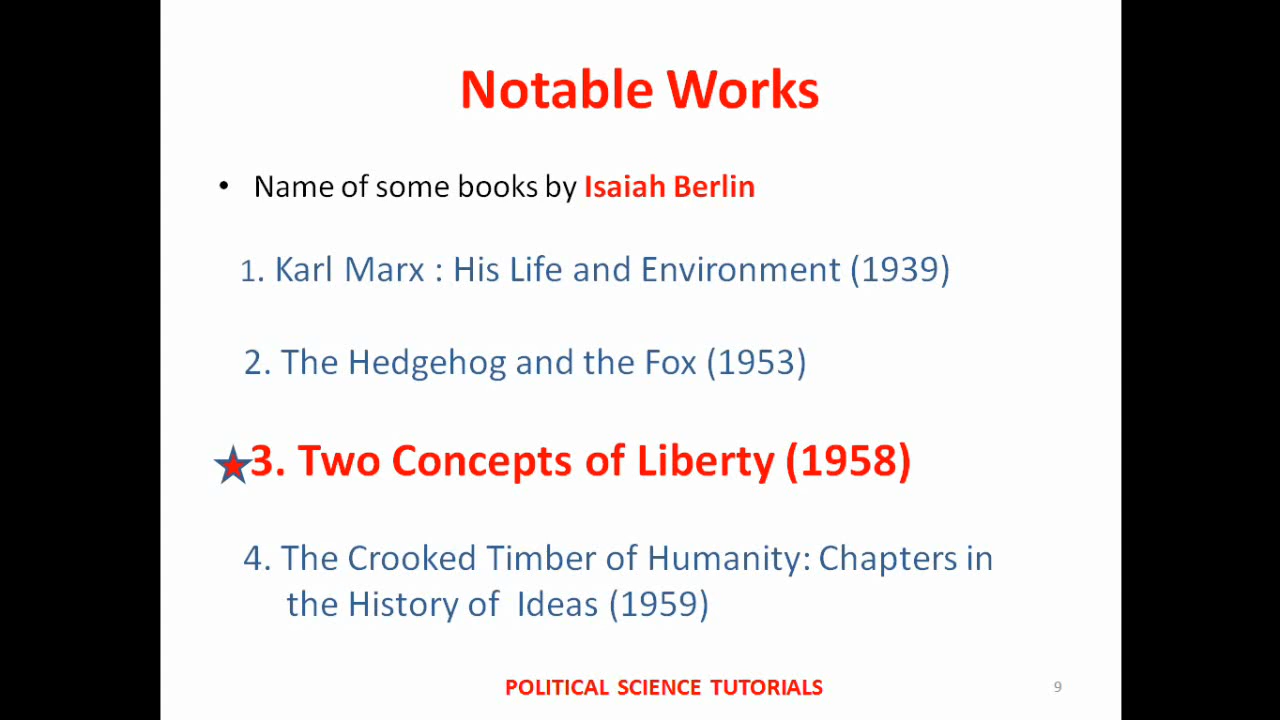 Notable Works
• Name of some books by Isaiah Berlin
1. Karl Marx : His Life and Environment (1939)
2. The Hedgehog and the Fox (1953)
3. Two Concepts of Liberty (1958)
4. The Crooked Timber of Humanity: Chapters in
the History of Ideas (1959)
POLITICAL SCIENCE TUTORIALS
9